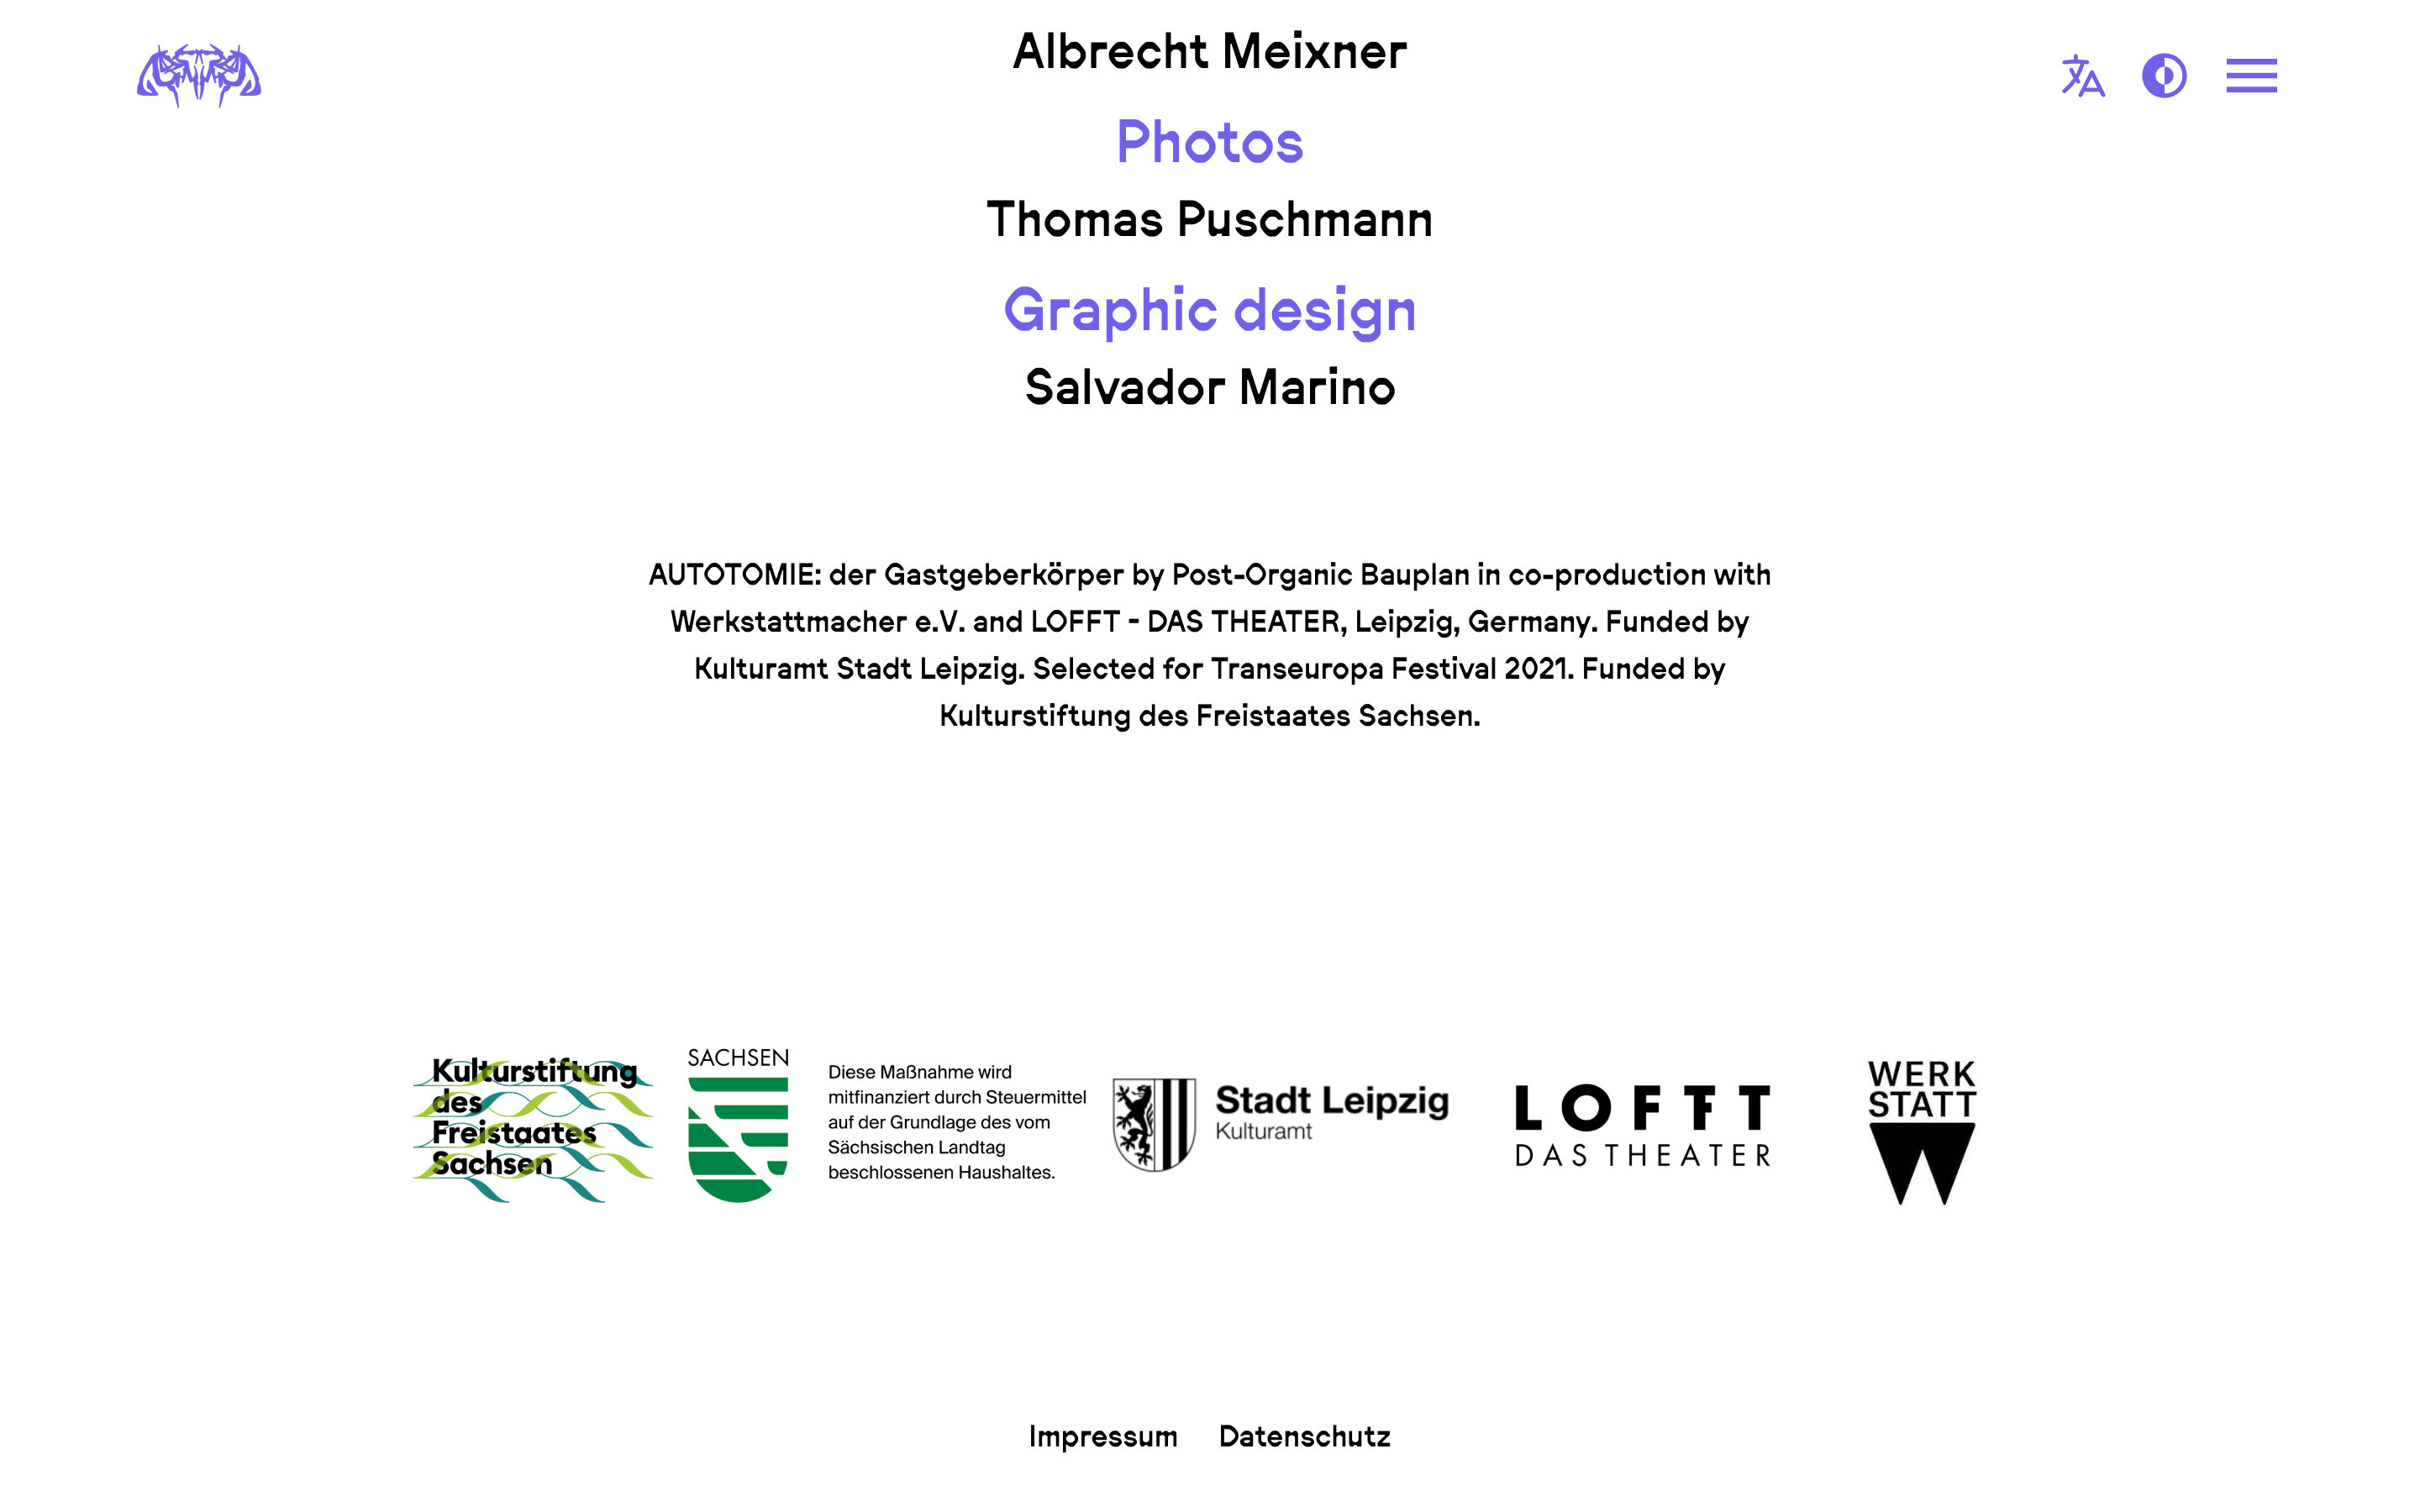 Albrecht Meixner
Photos
Thomas Puschmann
Graphic design
Salvador Marino
AUTOTOMIE: der Gastgeberkörper by Post-Organic Bauplan in co-production with
Werkstattmacher e.V. and LOFFT - DAS THEATER, Leipzig, Germany. Funded by
Kulturamt Stadt Leipzig. Selected for Transeuropa Festival 2021. Funded by
Kulturstiftung des Freistaates Sachsen.
Kulturstiftung
des
Freistaates
Sachsen
SACHSEN
Diese Maßnahme wird
mitfinanziert durch Steuermittel
auf der Grundlage des vom
Sächsischen Landtag
beschlossenen Haushaltes.
Stadt Leipzig
Kulturamt
LOFFT
DAS THEATER
WERK
STATT
Impressum
Datenschutz